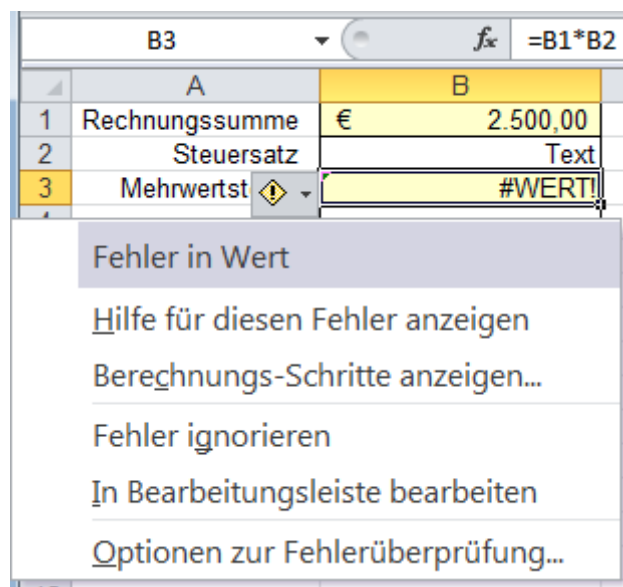 B3 fx =B1*B2
A B
1 Rechnungssumme € 2.500,00
2 Steuersatz Text
3 Mehrwertst #WERT!
Fehler in Wert
Hilfe für diesen Fehler anzeigen
Berechnungs-Schritte anzeigen...
Fehler ignorieren
In Bearbeitungsleiste bearbeiten
Optionen zur Fehlerüberprüfung...